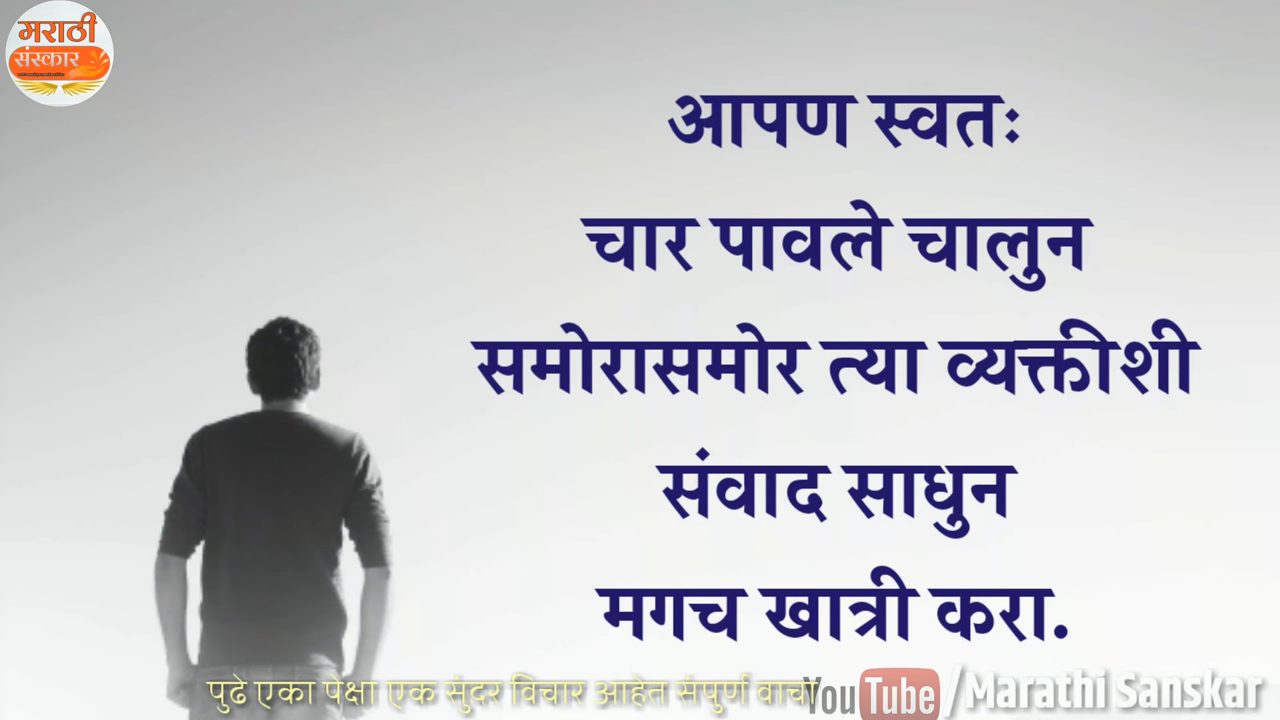 मराठी
संस्कार
आपण स्वतः
चार पावले चालुन
समोरासमोर त्या व्यक्तीशी
संवाद साधुन
मगच खात्री करा.
पुढे एका पेक्षा एक सुंदर विचार आहेत संपुर्ण वाचा
YouTube/Marathi Sanskar